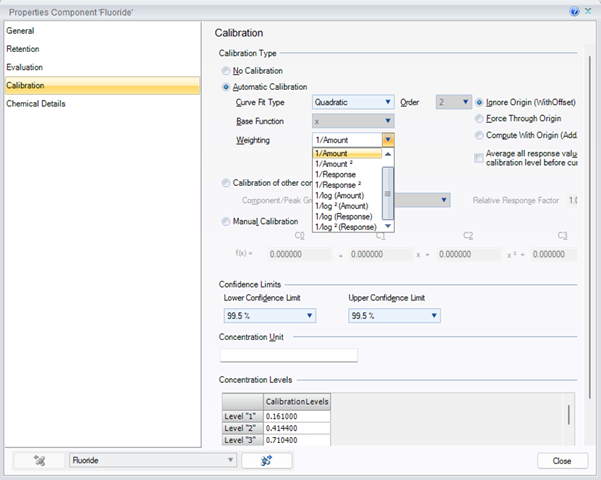 Properties Component 'Fluoride'
General
Retention
Evaluation
Calibration
Chemical Details
Calibration
Calibration Type
No Calibration
Automatic Calibration
Curve Fit Type Quadratic Order 2 Ignore Origin (WithOffset)
Base Function x Force Through Origin
Weighting 1/Amount Compute With Origin (Add
1/Amount
1/Amount ²
1/Response
1/Response ²
1/log (Amount)
1/log ² (Amount)
1/log (Response)
1/log ² (Response)
Average all response valu
calibration level before cur
Calibration of other co
Component/Peak Gr Relative Response Factor 1.0
Manual Calibration
C0 C1 C2 C3
f(x) = 0.000000 + 0.000000 x + 0.000000 x ² + 0.000000
Confidence Limits
Lower Confidence Limit Upper Confidence Limit
99.5 % 99.5 %
Concentration Unit
Concentration Levels
CalibrationLevels
Level "1" 0.161000
Level "2" 0.414400
Level "3" 0.710400
Fluoride Close